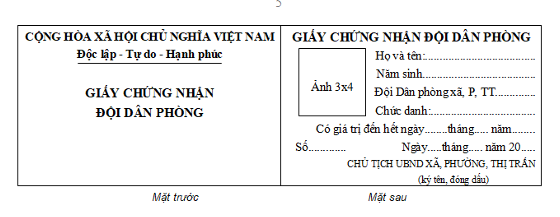 5
CỘNG HÒA XÃ HỘI CHỦ NGHĨA VIỆT NAM
Độc lập - Tự do - Hạnh phúc
GIẤY CHỨNG NHẬN
ĐỘI DÂN PHÒNG
Mặt trước
GIẤY CHỨNG NHẬN ĐỘI DÂN PHÒNG
Ảnh 3x4
Họ và tên:..............................
Năm sinh..............................
Đội Dân phòng xã, P, TT............
Chức danh:............................
Có giá trị đến hết ngày.......tháng..... năm........
Số.............
Ngày.....tháng..... năm 20.....
CHỦ TỊCH UBND XÃ, PHƯỜNG, THỊ TRẤN
(ký tên, đóng dấu)
Mặt sau